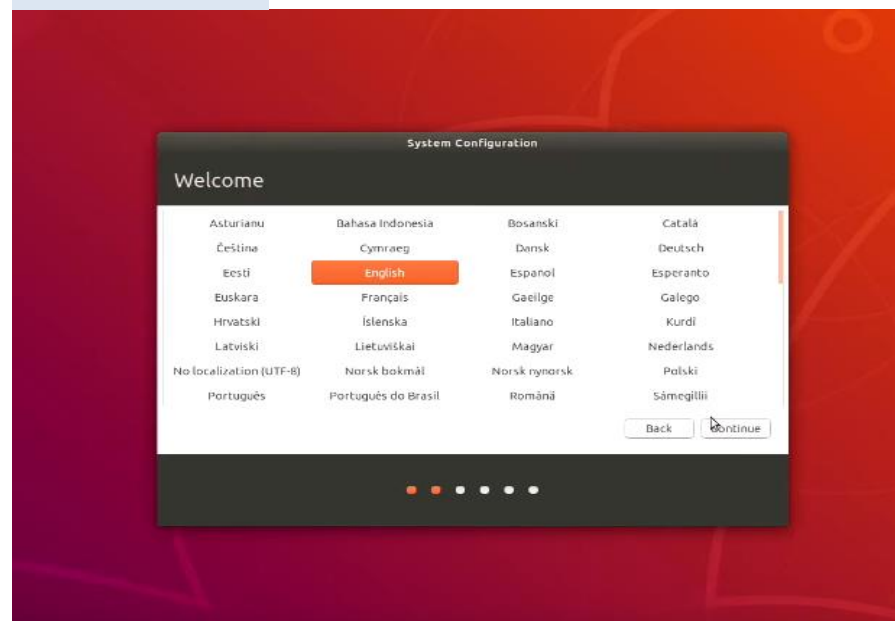 System Configuration
Welcome
Asturianu Bahasa Indonesia Bosanski Català
Čeština Cymraeg Dansk Deutsch
Eesti English Español Esperanto
Euskara Français Gaeilge Galego
Hrvatski Íslenska Italiano Kurdî
Latviski Lietuviškai Magyar Nederlands
No localization (UTF-8) Norsk bokmål Norsk nynorsk Polski
Português Português do Brasil Română Sámegillii
Back Continue